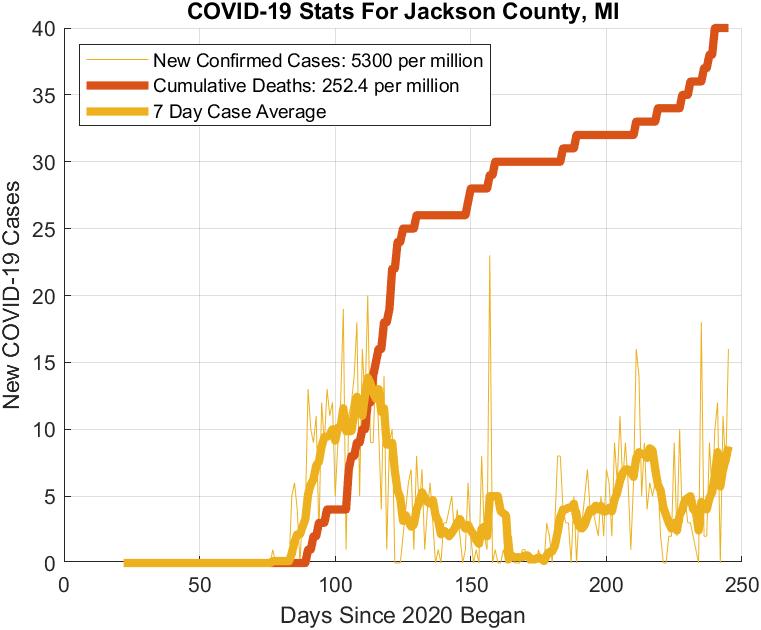 COVID-19 Stats For Jackson County, MI
New Confirmed Cases: 5300 per million
Cumulative Deaths: 252.4 per million
7 Day Case Average
New COVID-19 Cases
40
35
30
25
20
15
10
5
0
0 50 100 150 200 250
Days Since 2020 Began